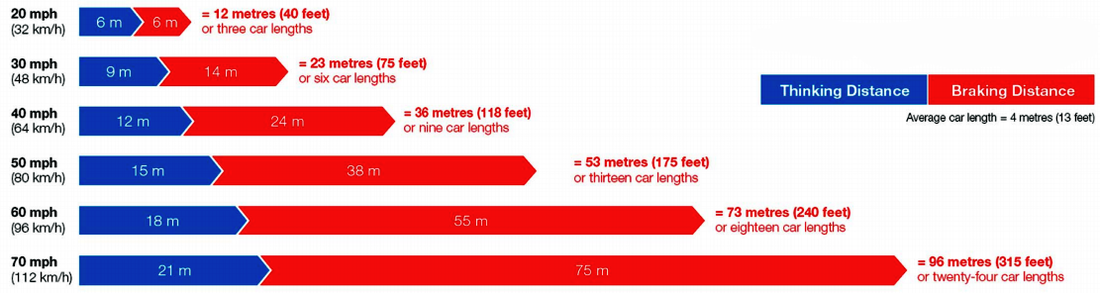 20 mph
(32 km/h)
6 m
6 m
= 12 metres (40 feet)
or three car lengths
30 mph
(48 km/h)
9 m
14 m
= 23 metres (75 feet)
or six car lengths
Thinking Distance
Braking Distance
Average car length = 4 metres (13 feet)
40 mph
(64 km/h)
12 m
24 m
= 36 metres (118 feet)
or nine car lengths
50 mph
(80 km/h)
15 m
38 m
= 53 metres (175 feet)
or thirteen car lengths
60 mph
(96 km/h)
18 m
55 m
= 73 metres (240 feet)
or eighteen car lengths
70 mph
(112 km/h)
21 m
75 m
= 96 metres (315 feet)
or twenty-four car lengths